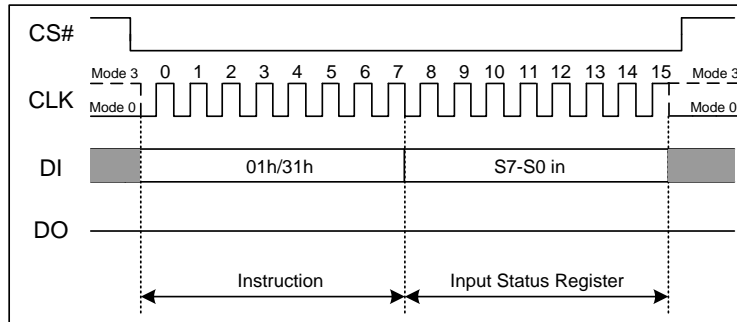 CS#
Mode 3 0 1 2 3 4 5 6 7 8 9 10 11 12 13 14 15 Mode 3
CLK
Mode 0 Mode 0
DI 01h/31h S7-S0 in
DO
Instruction Input Status Register